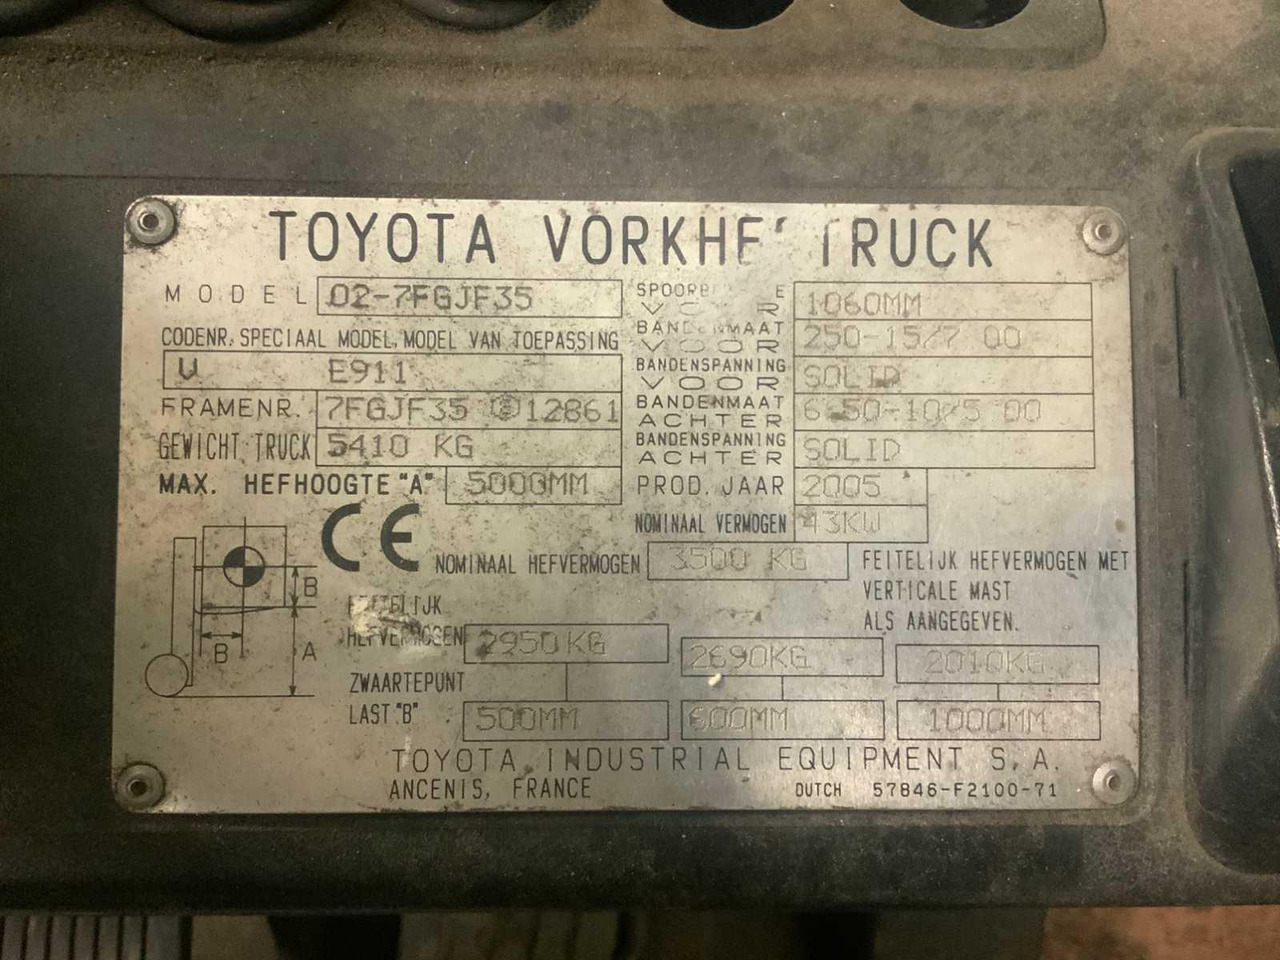 TOYOTA VORKHE TRUCK
MODEL 02-7FGJF35
CODENR. SPECIAAL MODEL, MODEL VAN TOEPASSING
V E911
FRAMENR. 7FGJF35 12861
GEWICHT TRUCK 5410 KG
MAX. HEFHOOGTE "A" 5000MM
VOOR 1060MM
BANDENMAAT VOOR 250-15/7 00
BANDENSPANNING VOOR SOLID
BANDENMAAT ACHTER 6 50-10/5 00
BANDENSPANNING ACHTER SOLID
PROD. JAAR 2005
NOMINAAL VERMOGEN 43KW
CE
NOMINAAL HEFVERMOGEN 3500 KG
FEITELIJK HEFVERMOGEN MET
VERTICALE MAST
ALS AANGEGEVEN.
B
B
A
FEITELIJK
HEFVERMOGEN 2950KG 2690KG 2010KG
ZWAARTEPUNT
LAST "B" 500MM 600MM 1000MM
TOYOTA INDUSTRIAL EQUIPMENT S.A.
ANCENIS, FRANCE
DUTCH 57846-F2100-71